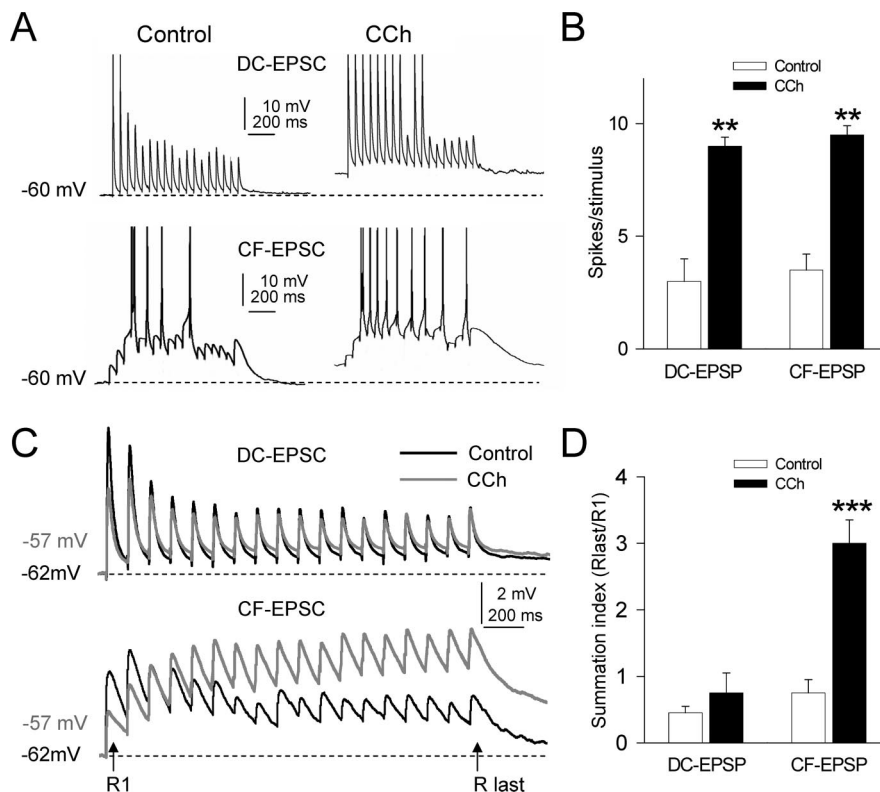 A
Control
CCh
DC-EPSC
10 mV
200 ms
-60 mV
CF-EPSC
10 mV
200 ms
-60 mV
B
Control
CCh
Spikes/stimulus
10
5
0
**
**
DC-EPSP
CF-EPSP
C
DC-EPSC
Control
CCh
-57 mV
-62mV
2 mV
200 ms
CF-EPSC
-57 mV
-62mV
R1
R last
D
Control
CCh
Summation index (Rlast/R1)
4
3
2
1
0
***
DC-EPSP
CF-EPSP